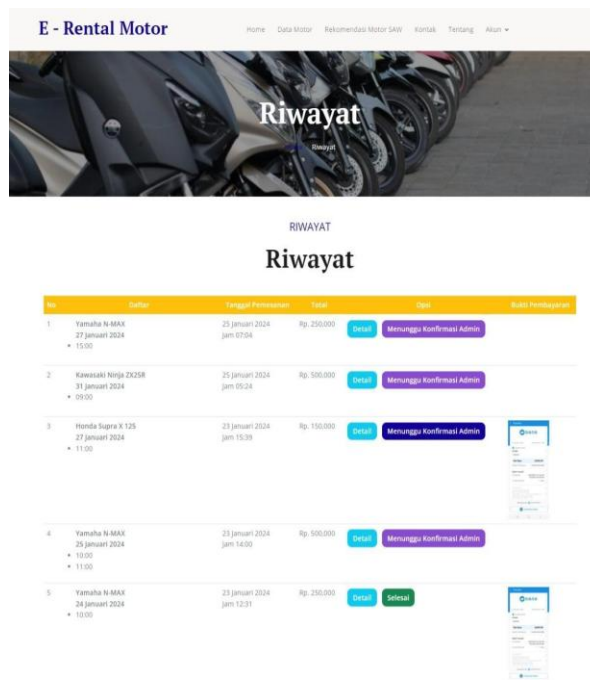 E - Rental Motor
Home Data Motor Rekomendasi Motor SAW Kontak Tentang Akun
Riwayat
Riwayat
RIWAYAT
Riwayat
No Daftar Tanggal Pemesanan Total Opsi Bukti Pembayaran
1 Yamaha N-MAX 25 Januari 2024 Rp. 250.000 Detail Menunggu Konfirmasi Admin
27 Januari 2024 Jam 07:04
15:00
2 Kawasaki Ninja ZX25R 25 Januari 2024 Rp. 500.000 Detail Menunggu Konfirmasi Admin
31 Januari 2024 Jam 05:24
09:00
3 Honda Supra X 125 23 Januari 2024 Rp. 150.000 Detail Menunggu Konfirmasi Admin
27 Januari 2024 Jam 15:39
11:00
4 Yamaha N-MAX 23 Januari 2024 Rp. 500.000 Detail Menunggu Konfirmasi Admin
25 Januari 2024 Jam 14:00
10:00
11:00
5 Yamaha N-MAX 23 Januari 2024 Rp. 250.000 Detail Selesai
24 Januari 2024 Jam 12:31
10:00